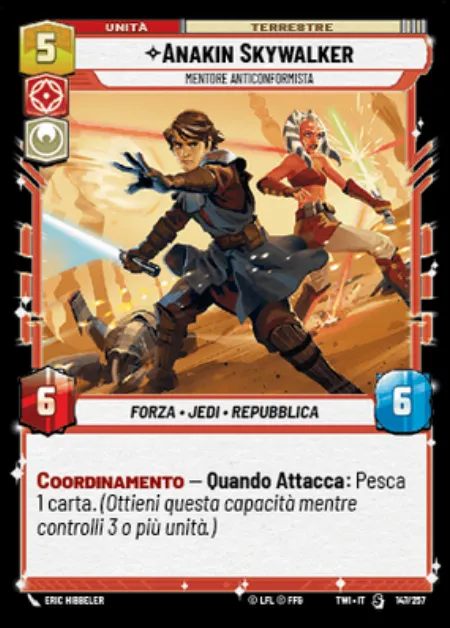 UNITÀ TERRESTRE
5 ANAKIN SKYWALKER
MENTORE ANTICONFORMISTA
6 FORZA • JEDI • REPUBBLICA 6
COORDINAMENTO – Quando Attacca: Pesca
1 carta. (Ottieni questa capacità mentre
controlli 3 o più unità.)
ERIC HIBBELER © LFL © FFG TWI • IT S 141/257